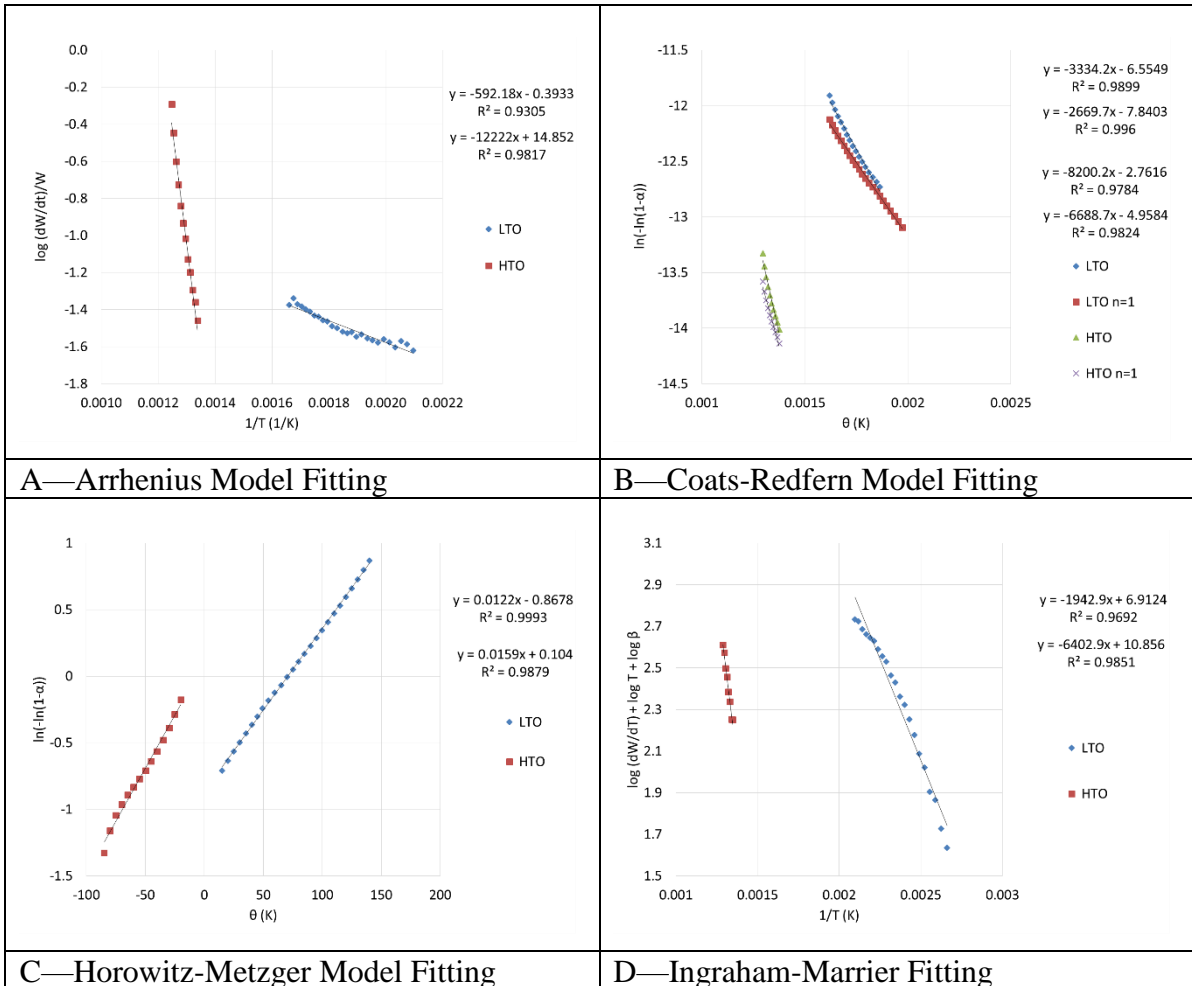 0.0
-0.2
-0.4
-0.6
-0.8
-1.0
-1.2
-1.4
-1.6
-1.8
0.0010 0.0012 0.0014 0.0016 0.0018 0.0020 0.0022
log (dW/dt)/W
1/T (1/K)
y = -592.18x - 0.3933
R² = 0.9305
y = -12222x + 14.852
R² = 0.9817
LTO
HTO
A—Arrhenius Model Fitting
-11.5
-12
-12.5
-13
-13.5
-14
-14.5
0.001 0.0015 0.002 0.0025
ln(-ln(1-α))
θ (K)
y = -3334.2x - 6.5549
R² = 0.9899
y = -2669.7x - 7.8403
R² = 0.996
y = -8200.2x - 2.7616
R² = 0.9784
y = -6688.7x - 4.9584
R² = 0.9824
LTO
LTO n=1
HTO
HTO n=1
B—Coats-Redfern Model Fitting
1
0.5
0
-0.5
-1
-1.5
-100 -50 0 50 100 150 200
ln(-ln(1-α))
θ (K)
y = 0.0122x - 0.8678
R² = 0.9993
y = 0.0159x + 0.104
R² = 0.9879
LTO
HTO
C—Horowitz-Metzger Model Fitting
3.1
2.9
2.7
2.5
2.3
2.1
1.9
1.7
1.5
0.001 0.0015 0.002 0.0025 0.003
log (dW/dT) + log T + log β
1/T (K)
y = -1942.9x + 6.9124
R² = 0.9692
y = -6402.9x + 10.856
R² = 0.9851
LTO
HTO
D—Ingraham-Marrier Fitting